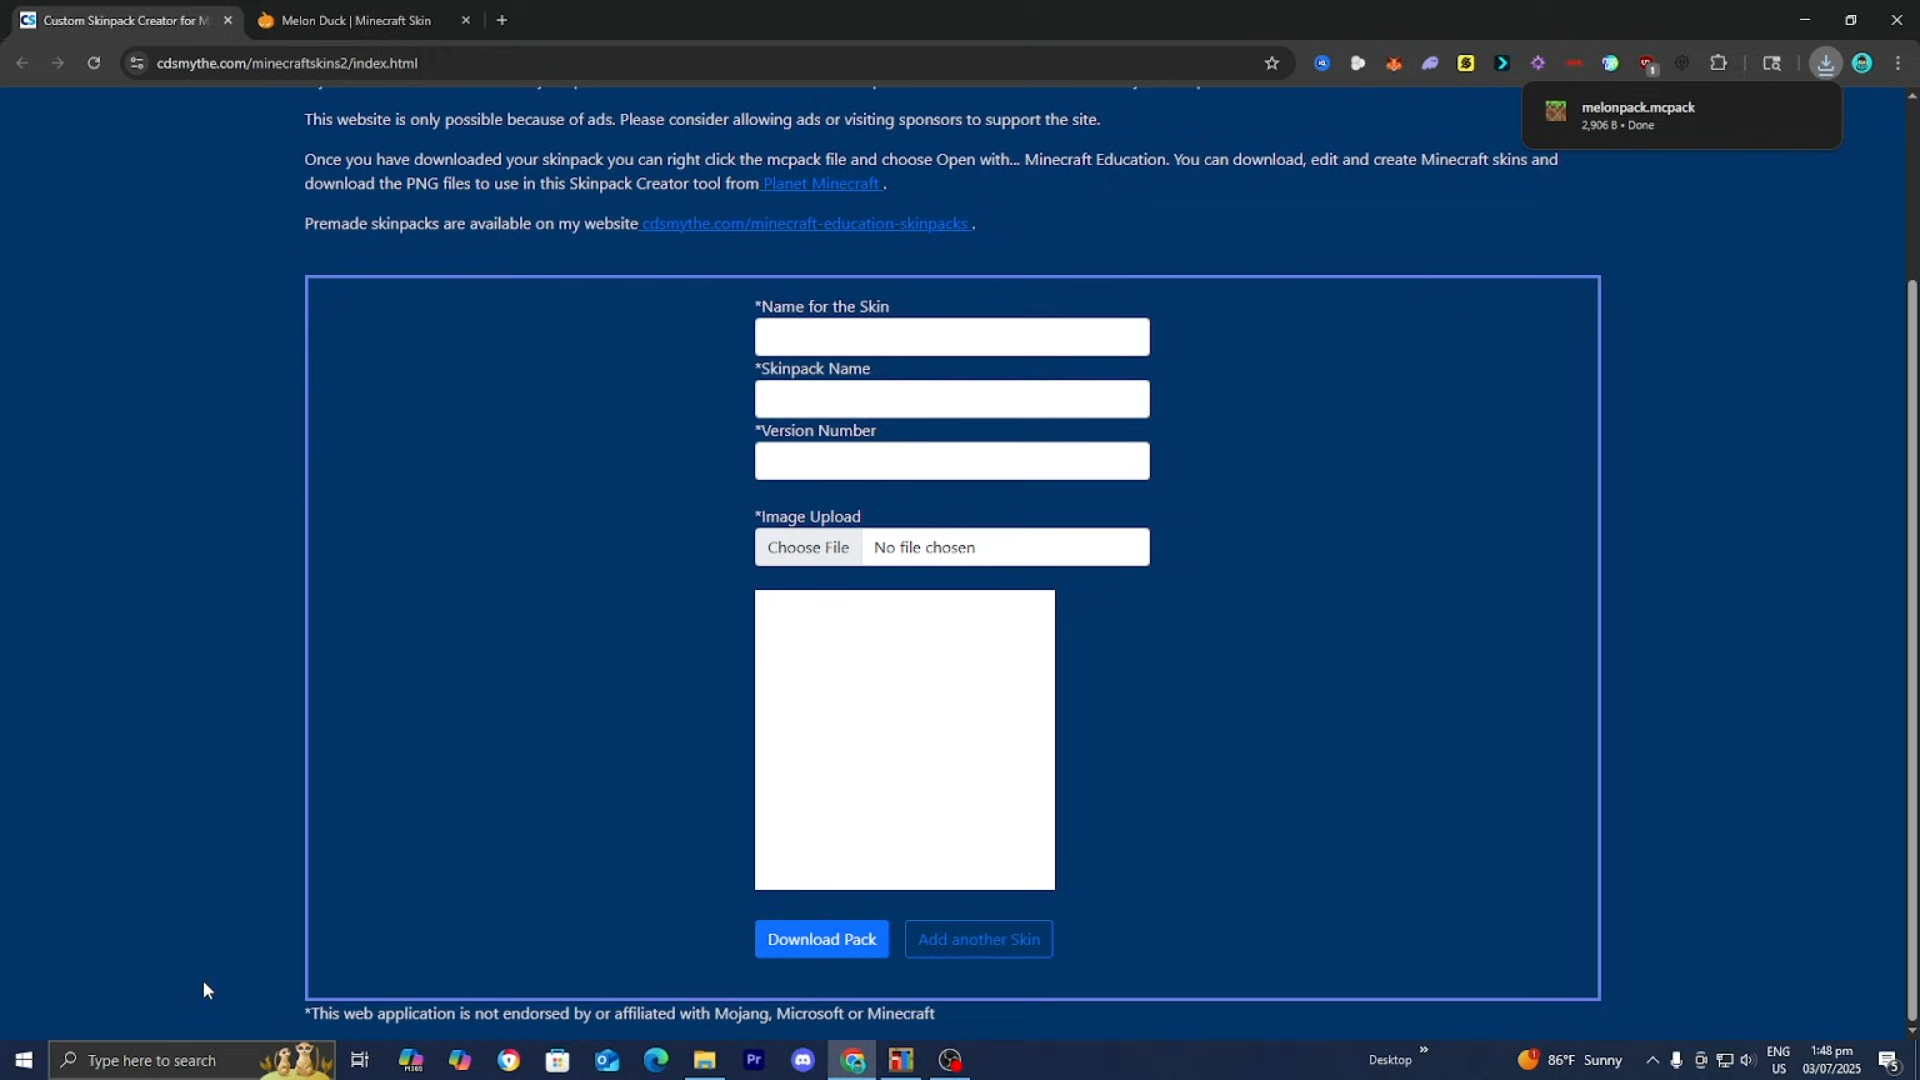 Custom Skinpack Creator for M
Melon Duck | Minecraft Skin
cdsmythe.com/minecraftskins2/index.html
melonpack.mcpack
2,906 B • Done
This website is only possible because of ads. Please consider allowing ads or visiting sponsors to support the site.
Once you have downloaded your skinpack you can right click the mcpack file and choose Open with... Minecraft Education. You can download, edit and create Minecraft skins and
download the PNG files to use in this Skinpack Creator tool from Planet Minecraft .
Premade skinpacks are available on my website cdsmythe.com/minecraft-education-skinpacks .
*Name for the Skin
*Skinpack Name
*Version Number
*Image Upload
Choose File No file chosen
Download Pack
Add another Skin
*This web application is not endorsed by or affiliated with Mojang, Microsoft or Minecraft
Type here to search
Desktop
86°F Sunny
ENG
US
1:48 pm
03/07/2025